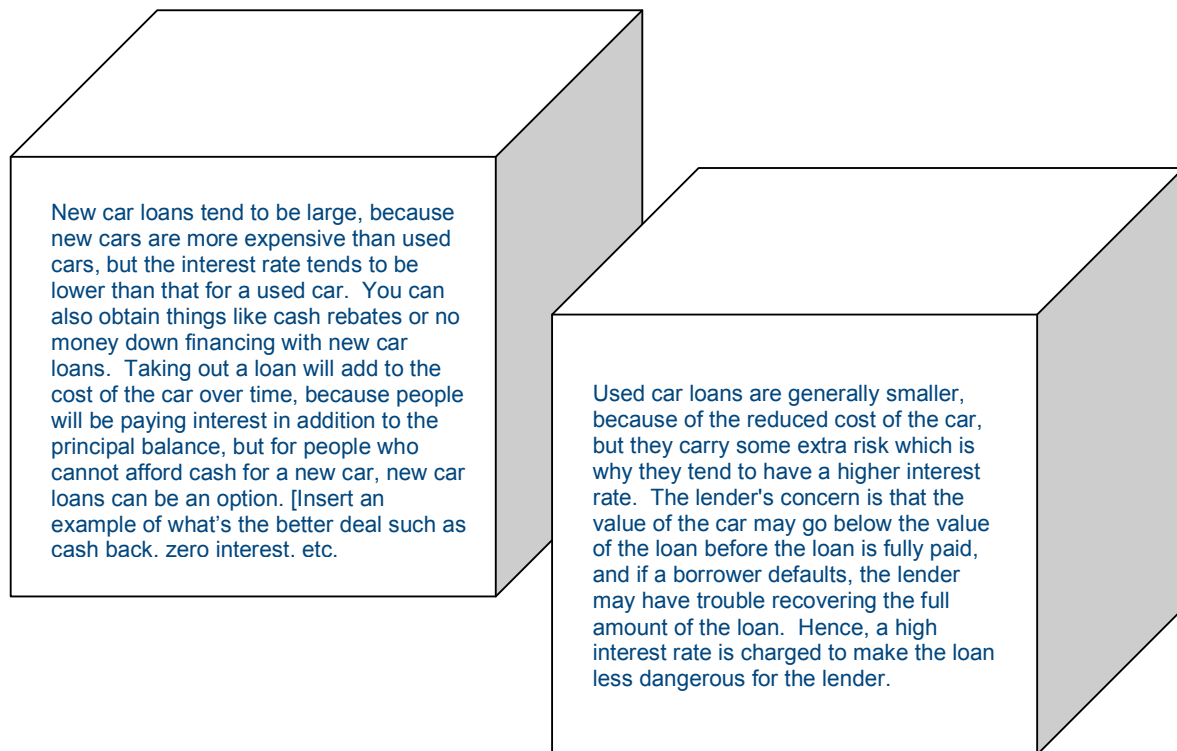 New car loans tend to be large, because
new cars are more expensive than used
cars, but the interest rate tends to be
lower than that for a used car.  You can
also obtain things like cash rebates or no
money down financing with new car
loans.  Taking out a loan will add to the
cost of the car over time, because people
will be paying interest in addition to the
principal balance, but for people who
cannot afford cash for a new car, new car
loans can be an option. [Insert an
example of what’s the better deal such as
cash back. zero interest. etc.
Used car loans are generally smaller,
because of the reduced cost of the car,
but they carry some extra risk which is
why they tend to have a higher interest
rate.  The lender's concern is that the
value of the car may go below the value
of the loan before the loan is fully paid,
and if a borrower defaults, the lender
may have trouble recovering the full
amount of the loan.  Hence, a high
interest rate is charged to make the loan
less dangerous for the lender.